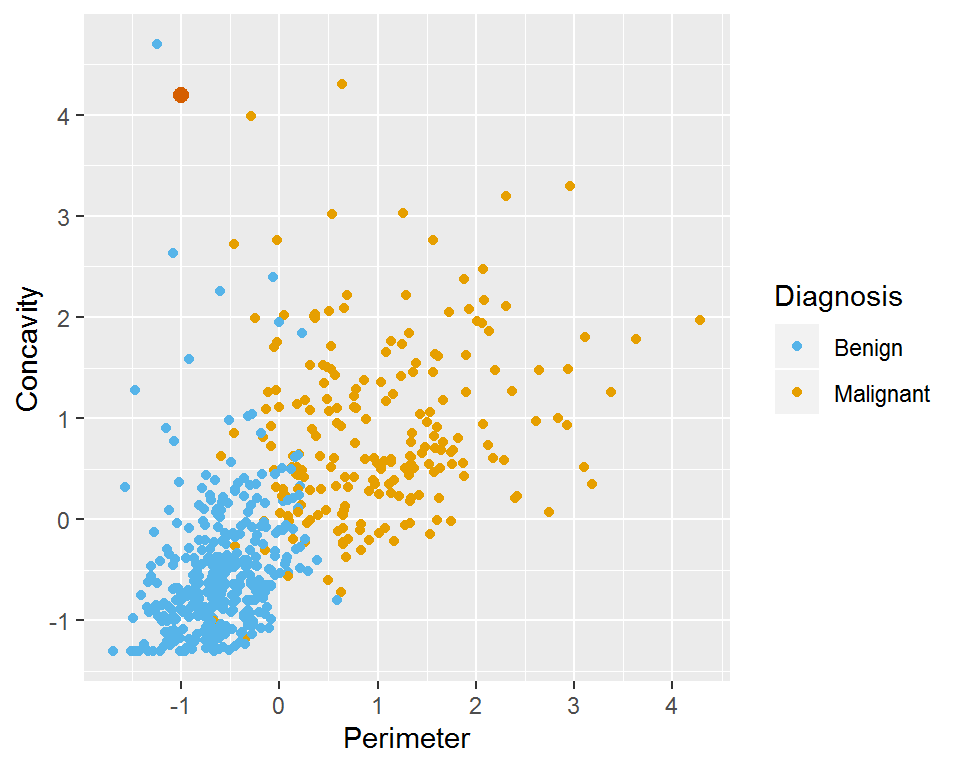 4
3
2
1
0
-1
Concavity
-1 0 1 2 3 4
Perimeter
Diagnosis
Benign
Malignant